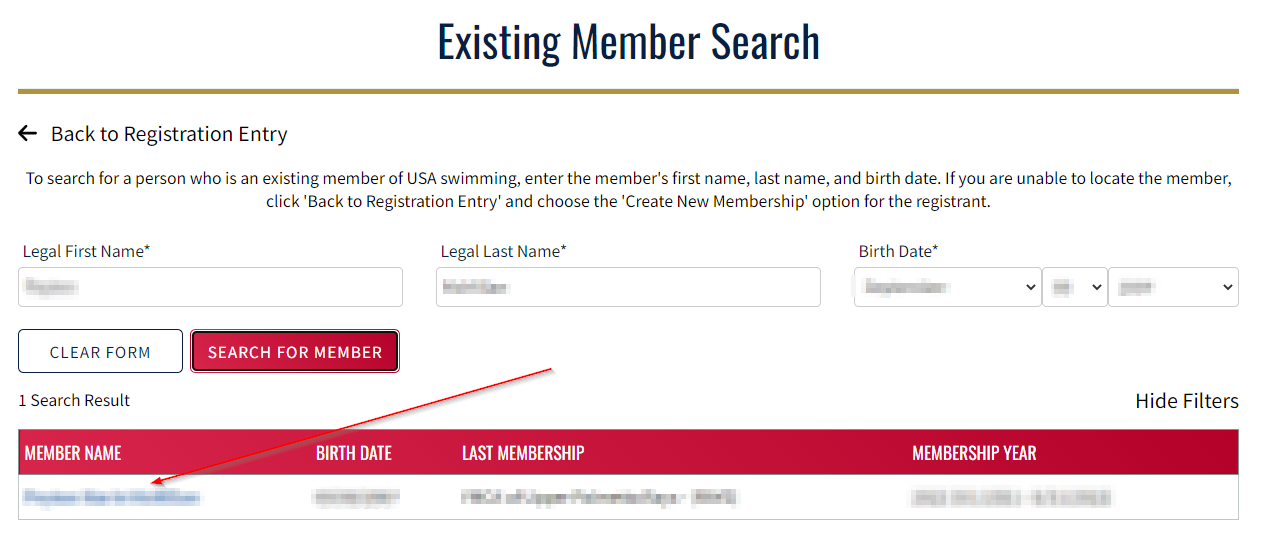 Existing Member Search
Back to Registration Entry
To search for a person who is an existing member of USA swimming, enter the member's first name, last name, and birth date. If you are unable to locate the member,
click 'Back to Registration Entry' and choose the 'Create New Membership' option for the registrant.
Legal First Name* Legal Last Name* Birth Date*
CLEAR FORM SEARCH FOR MEMBER
1 Search Result Hide Filters
MEMBER NAME BIRTH DATE LAST MEMBERSHIP MEMBERSHIP YEAR